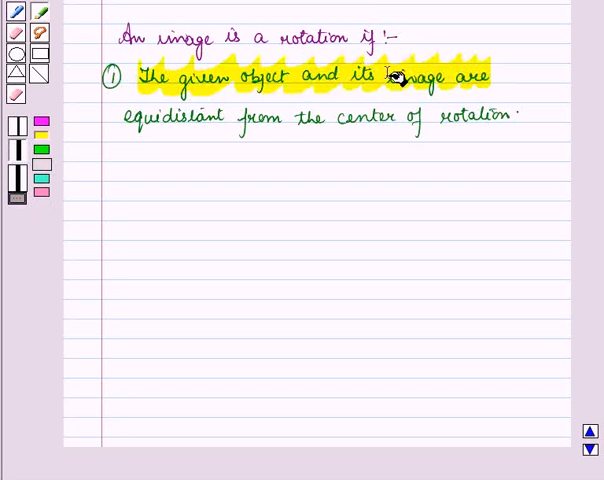 An image is a rotation if :-
① The given object and its image are
equidistant from the center of rotation.